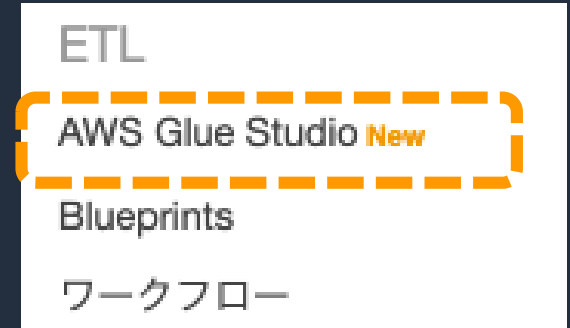 ETL
AWS Glue Studio New
Blueprints
ワークフロー